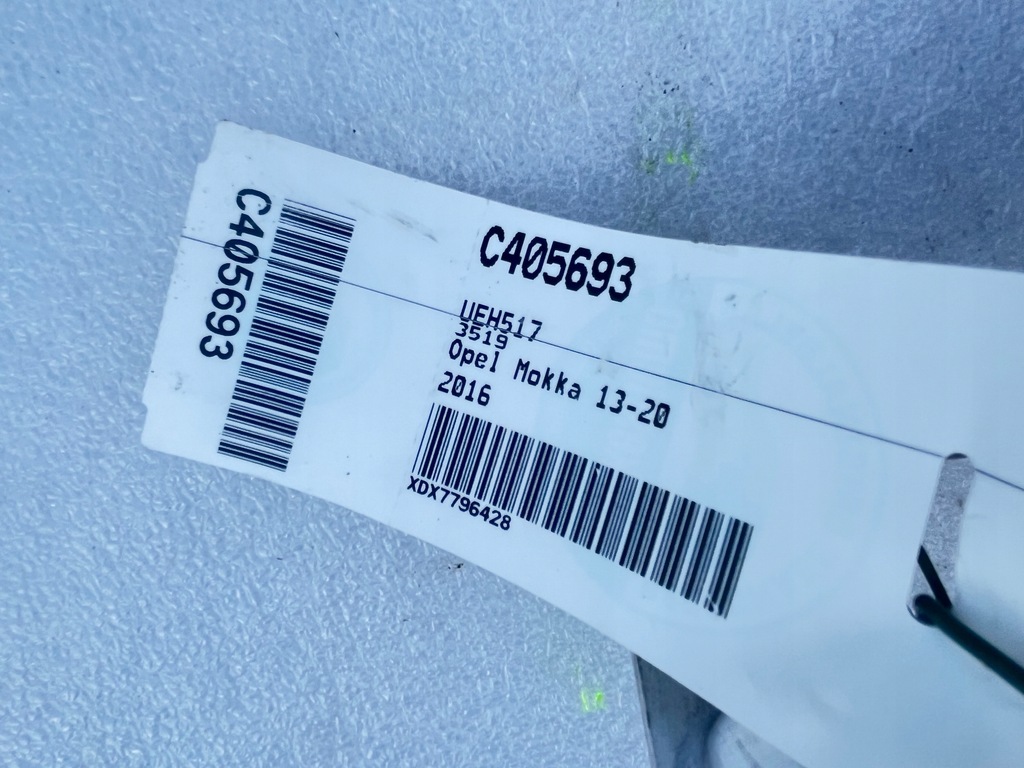 C405693
C405693
UEH517
3519
Opel Mokka 13-20
2016
XDX7796428